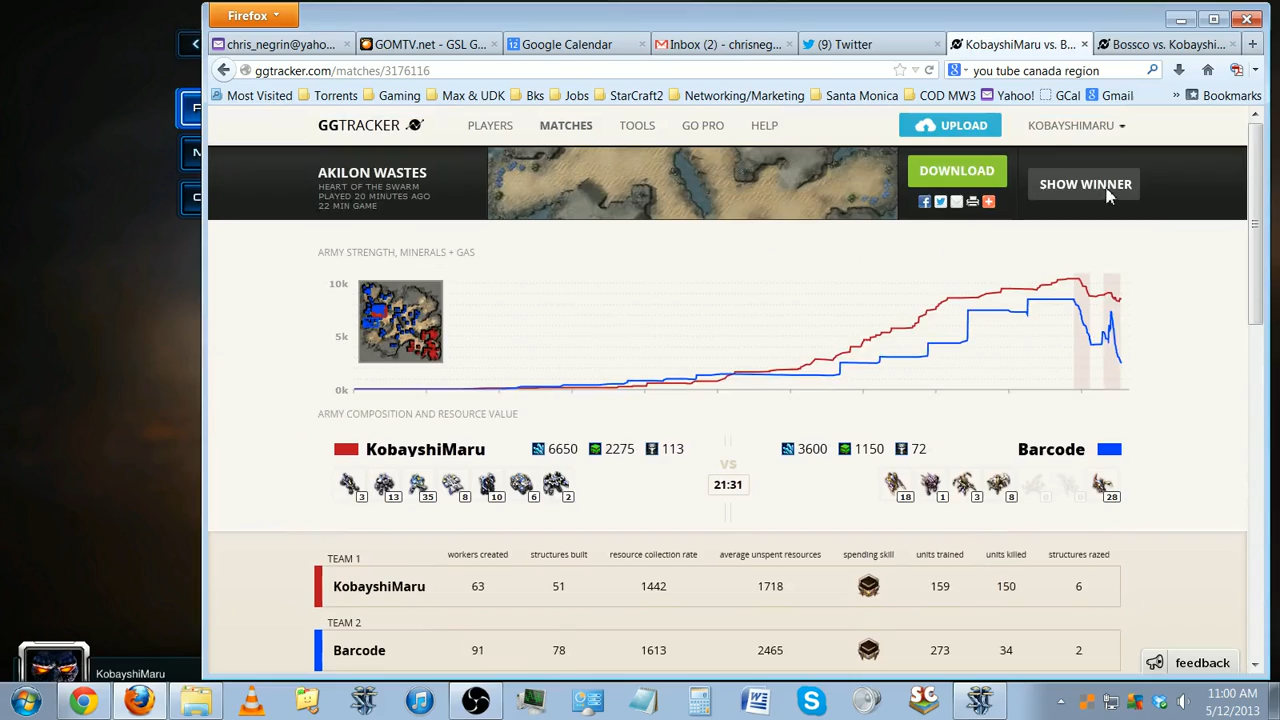 Firefox
chris_negrin@yaho...
GOMTV.net - GSL G...
12 Google Calendar
Inbox (2) - chrisneg...
(9) Twitter
KobayshiMaru vs. B...
Bossco vs. Kobayshi...
ggtracker.com/matches/3176116
you tube canada region
Most Visited
Torrents
Gaming
Max & UDK
Bks
Jobs
Starcraft2
Networking/Marketing
Santa Monica
COD MW3
Yahoo!
GCal
Gmail
Bookmarks
GGTRACKER
PLAYERS
MATCHES
TOOLS
GO PRO
HELP
UPLOAD
KOBAYSHIMARU
AKILON WASTES
HEART OF THE SWARM
PLAYED 20 MINUTES AGO
22 MIN GAME
DOWNLOAD
SHOW WINNER
ARMY STRENGTH, MINERALS + GAS
10k
5k
0k
ARMY COMPOSITION AND RESOURCE VALUE
KobayshiMaru 6650 2275 113
VS
3600 1150 72 Barcode
3 13 35 8 10 6 2
21:31
18 1 3 8 0 0 28
TEAM 1 workers created structures built resource collection rate average unspent resources spending skill units trained units killed structures razed
KobayshiMaru 63 51 1442 1718 159 150 6
TEAM 2
Barcode 91 78 1613 2465 273 34 2
feedback
KobayshiMaru
11:00 AM
5/12/2013